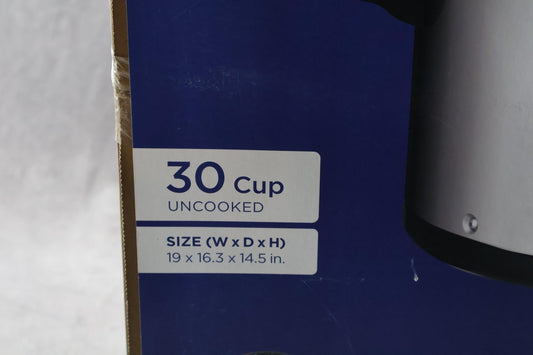 30 Cup
UNCOOKED
SIZE (W x D x H)
19 x 16.3 x 14.5 in.